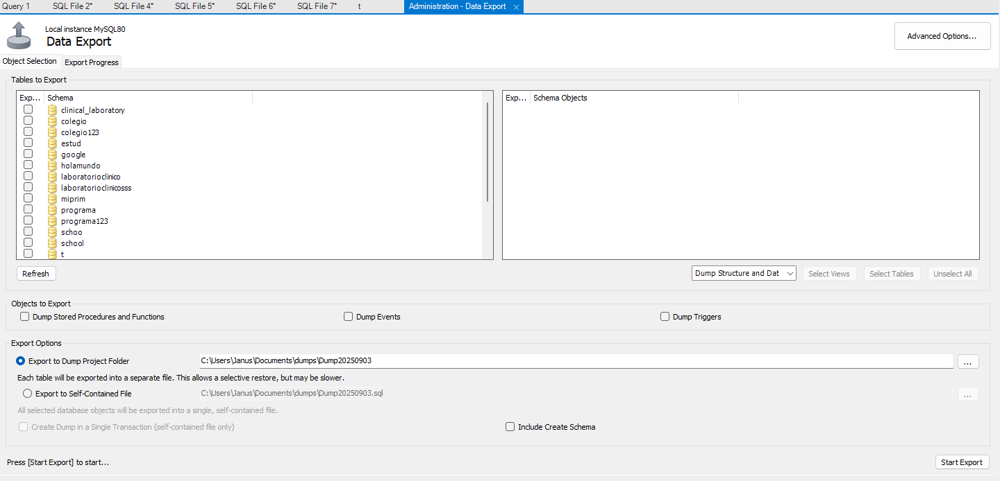 Query 1 SQL File 2* SQL File 4* SQL File 5* SQL File 6* SQL File 7* t Administration - Data Export
Local instance MySQL80
Data Export
Advanced Options...
Object Selection Export Progress
Tables to Export
Exp... Schema
clinical_laboratory
colegio
colegio123
estud
google
holamundo
laboratorioclinico
laboratorioclinicosss
miprim
programa
programa123
schoo
school
t
Exp... Schema Objects
Refresh
Dump Structure and Dat Select Views Select Tables Unselect All
Objects to Export
Dump Stored Procedures and Functions Dump Events Dump Triggers
Export Options
Export to Dump Project Folder C:\Users\Janus\Documents\dumps\Dump20250903 ...
Each table will be exported into a separate file. This allows a selective restore, but may be slower.
Export to Self-Contained File C:\Users\Janus\Documents\dumps\Dump20250903.sql ...
All selected database objects will be exported into a single, self-contained file.
Create Dump in a Single Transaction (self-contained file only) Include Create Schema
Press [Start Export] to start... Start Export